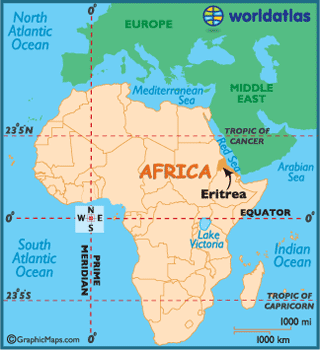 North
Atlantic
Ocean
0°
EUROPE
worldatlas
Mediterranean
Sea
MIDDLE
EAST
23°5'N
TROPIC OF
CANCER
Red Sea
AFRICA
Arabian
Sea
Eritrea
N
W E
S
0°
EQUATOR
0°
Lake
Victoria
South
Atlantic
Ocean
PRIME
MERIDIAN
Indian
Ocean
23°5'S
TROPIC OF
CAPRICORN
1000 mi
1000 km
©GraphicMaps.com
0°